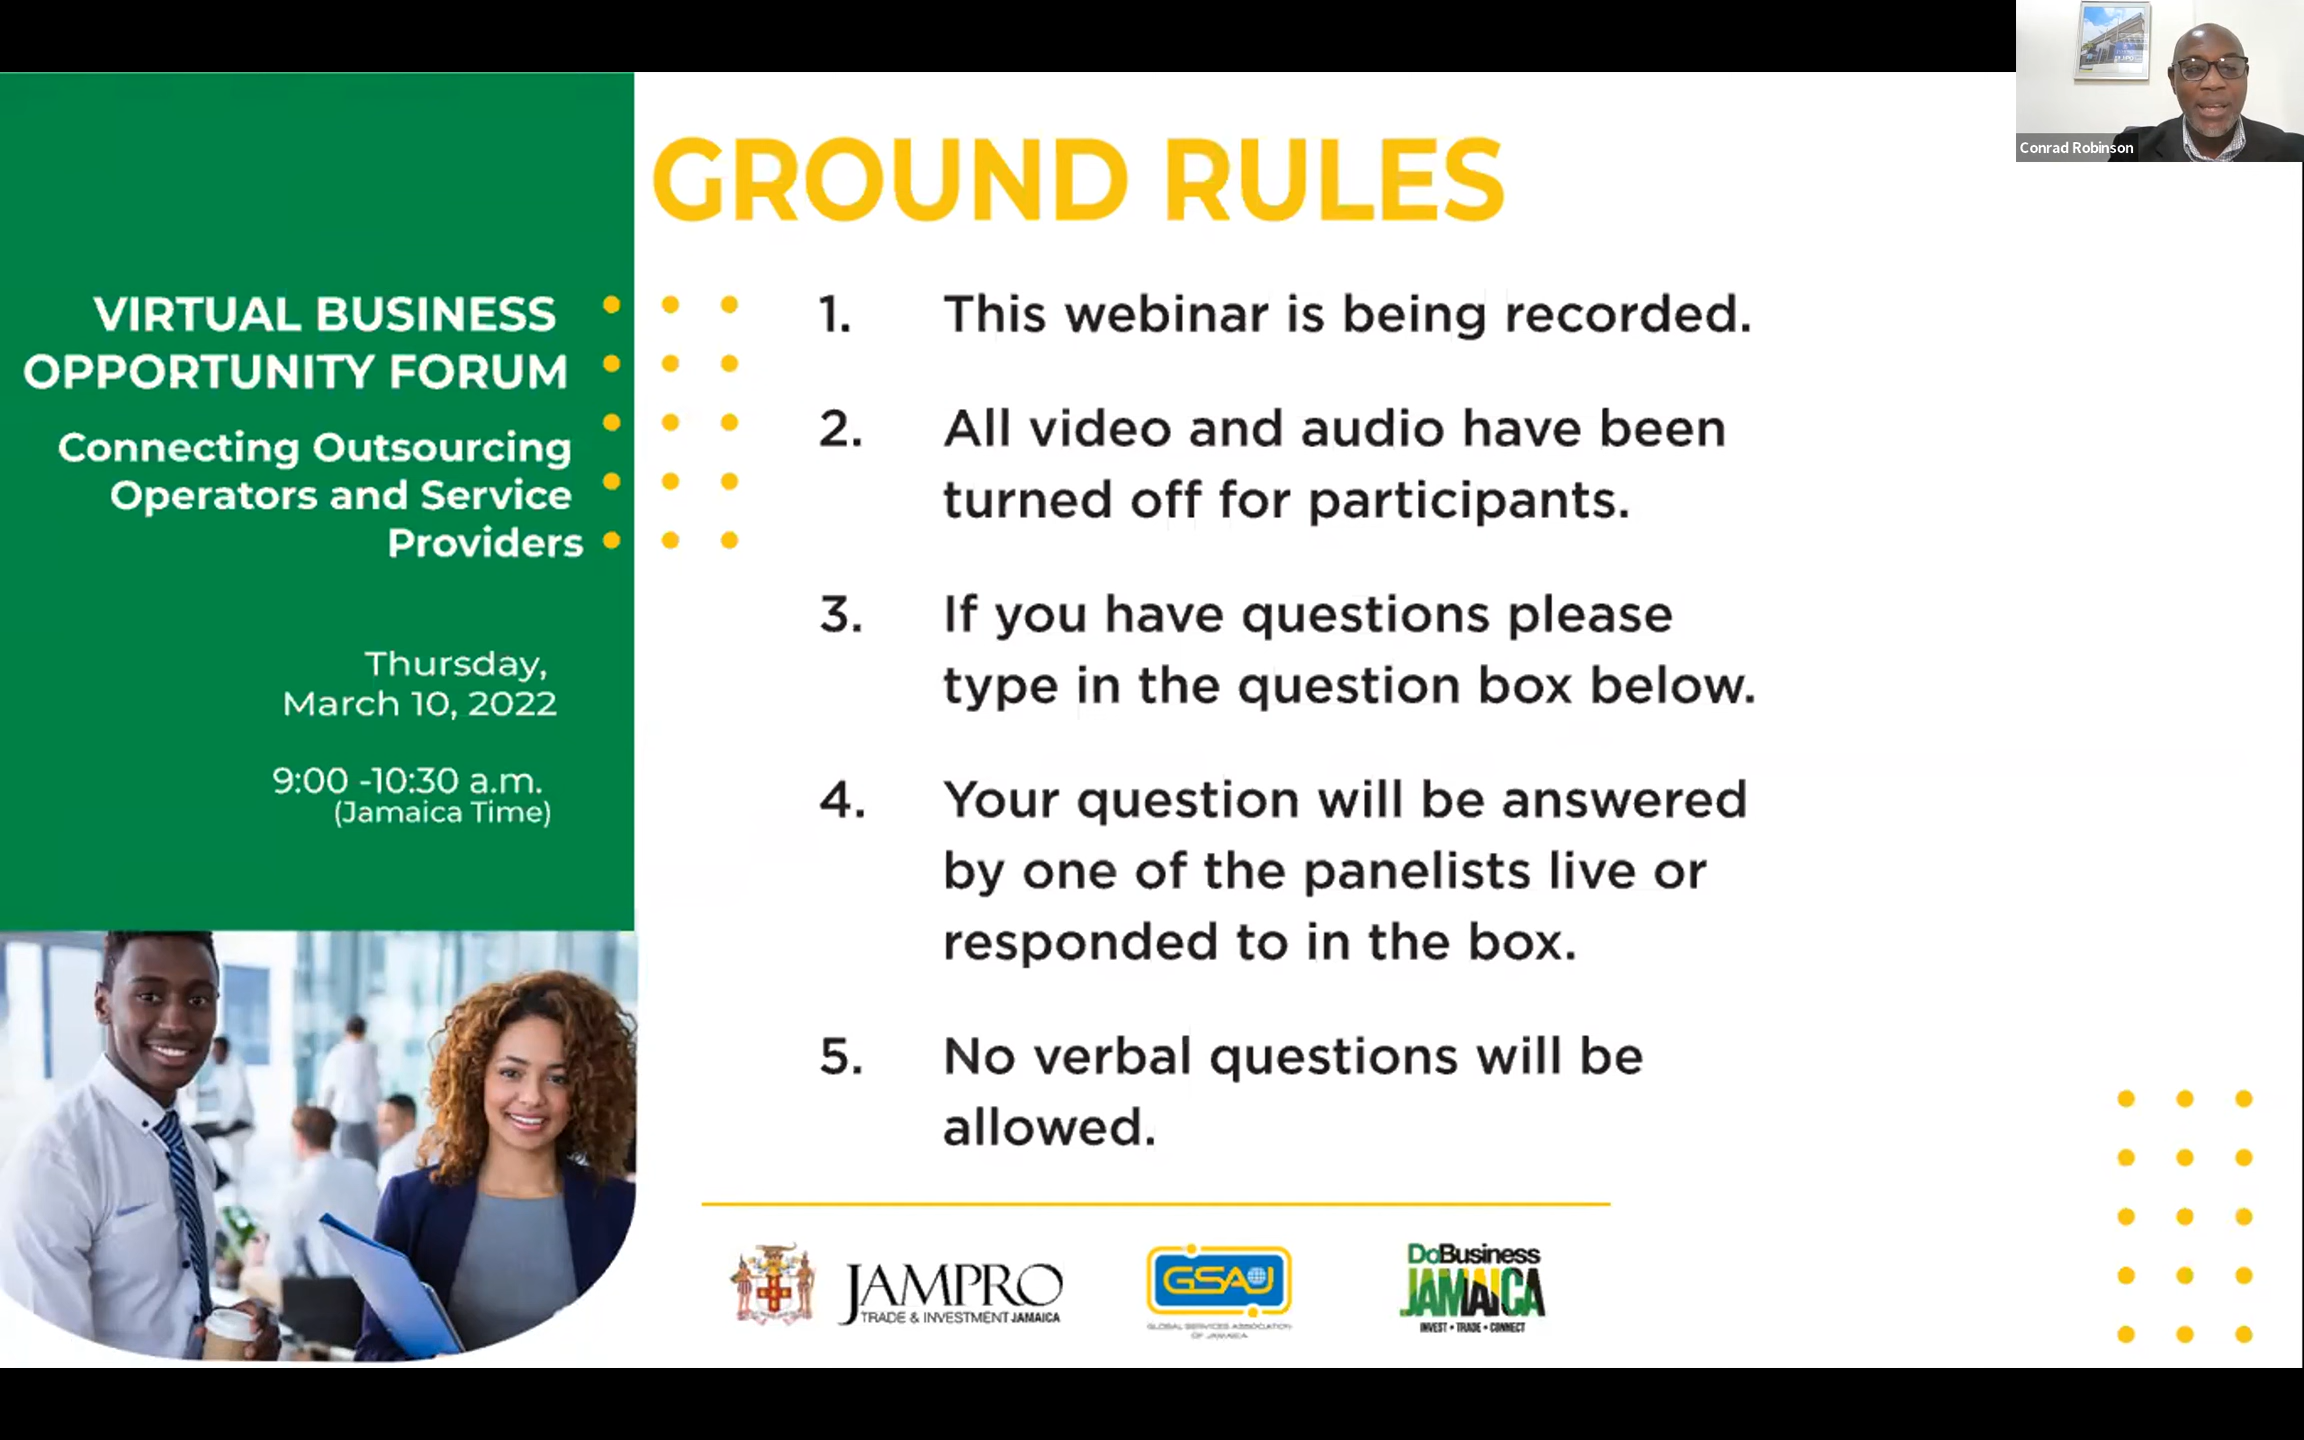 Conrad Robinson
VIRTUAL BUSINESS
OPPORTUNITY FORUM
Connecting Outsourcing
Operators and Service
Providers
Thursday,
March 10, 2022
9:00 -10:30 a.m.
(Jamaica Time)
GROUND RULES
1. This webinar is being recorded.
2. All video and audio have been
turned off for participants.
3. If you have questions please
type in the question box below.
4. Your question will be answered
by one of the panelists live or
responded to in the box.
5. No verbal questions will be
allowed.
JAMPRO
TRADE & INVESTMENT JAMAICA
GSAJ
GLOBAL SERVICES ASSOCIATION
OF JAMAICA
DoBusiness
JAMAICA
INVEST • TRADE • CONNECT